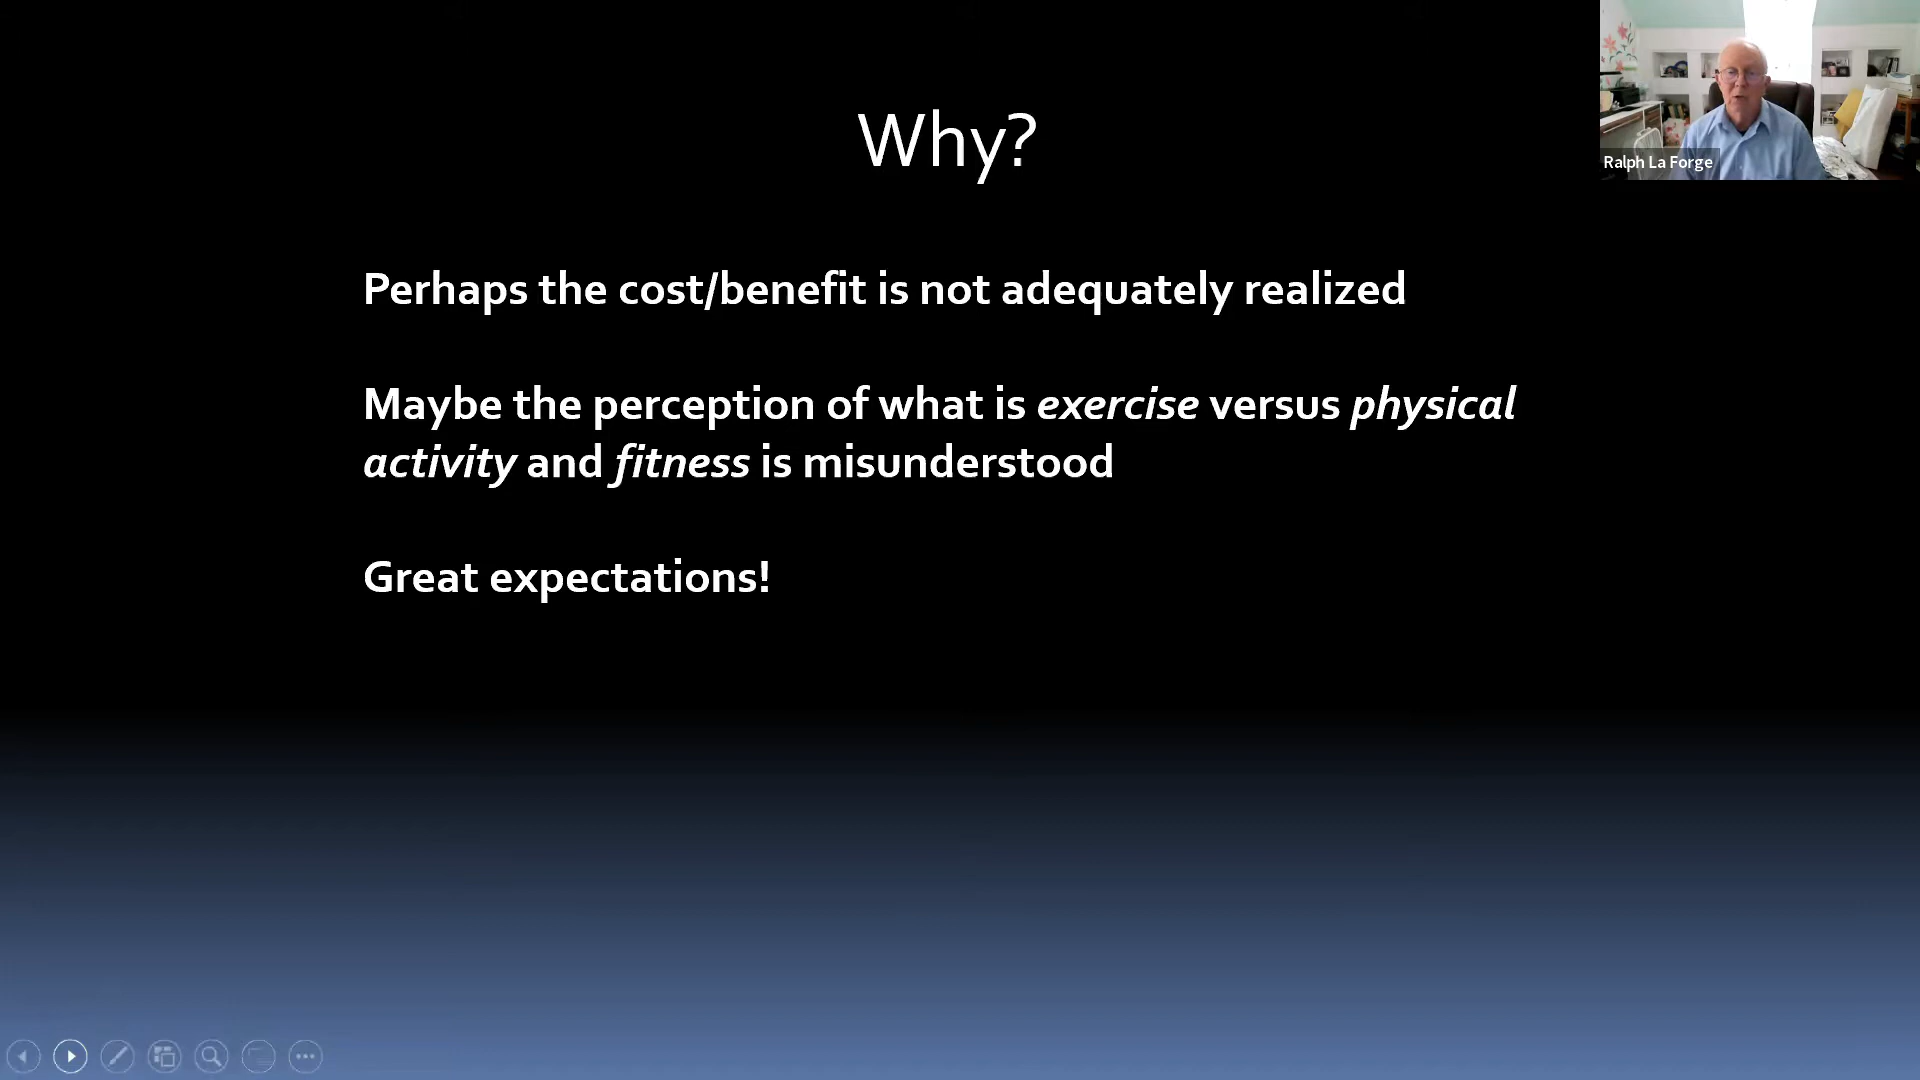 Why?
Ralph La Forge
Perhaps the cost/benefit is not adequately realized
Maybe the perception of what is exercise versus physical
activity and fitness is misunderstood
Great expectations!